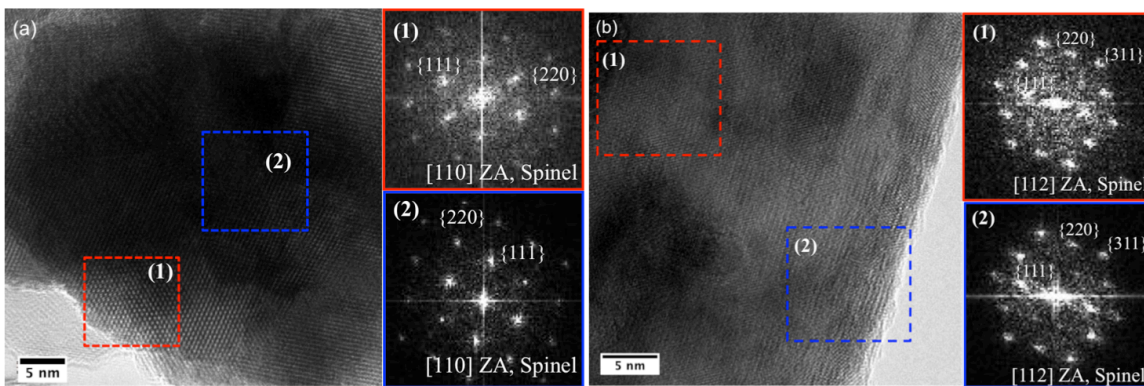 (a)
(1)
(2)
5 nm
(1)
{111}
{220}
[110] ZA, Spinel
(2)
{220}
{111}
[110] ZA, Spinel
(b)
(1)
(2)
5 nm
(1)
{220}
{311}
{111}
[112] ZA, Spinel
(2)
{220}
{311}
{111}
[112] ZA, Spinel